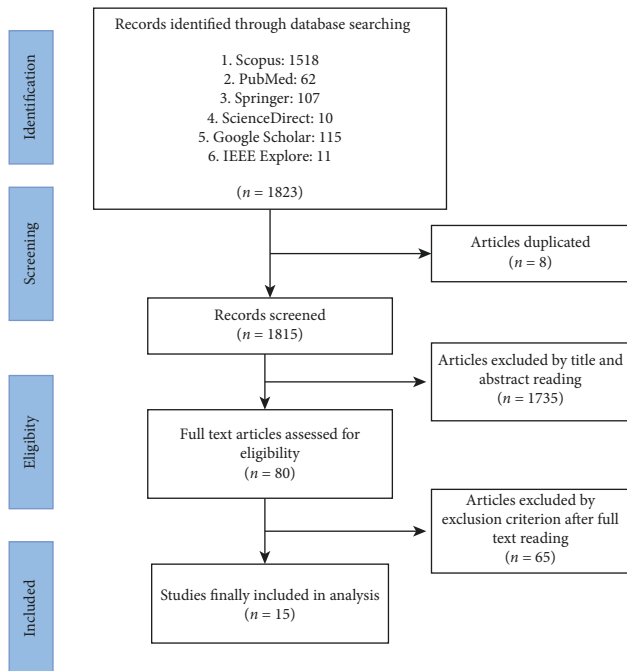 Identification
Records identified through database searching
1. Scopus: 1518
2. PubMed: 62
3. Springer: 107
4. ScienceDirect: 10
5. Google Scholar: 115
6. IEEE Explore: 11
(n = 1823)
Screening
Articles duplicated
(n = 8)
Records screened
(n = 1815)
Articles excluded by title and
abstract reading
(n = 1735)
Eligibity
Full text articles assessed for
eligibility
(n = 80)
Articles excluded by
exclusion criterion after full
text reading
(n = 65)
Included
Studies finally included in analysis
(n = 15)